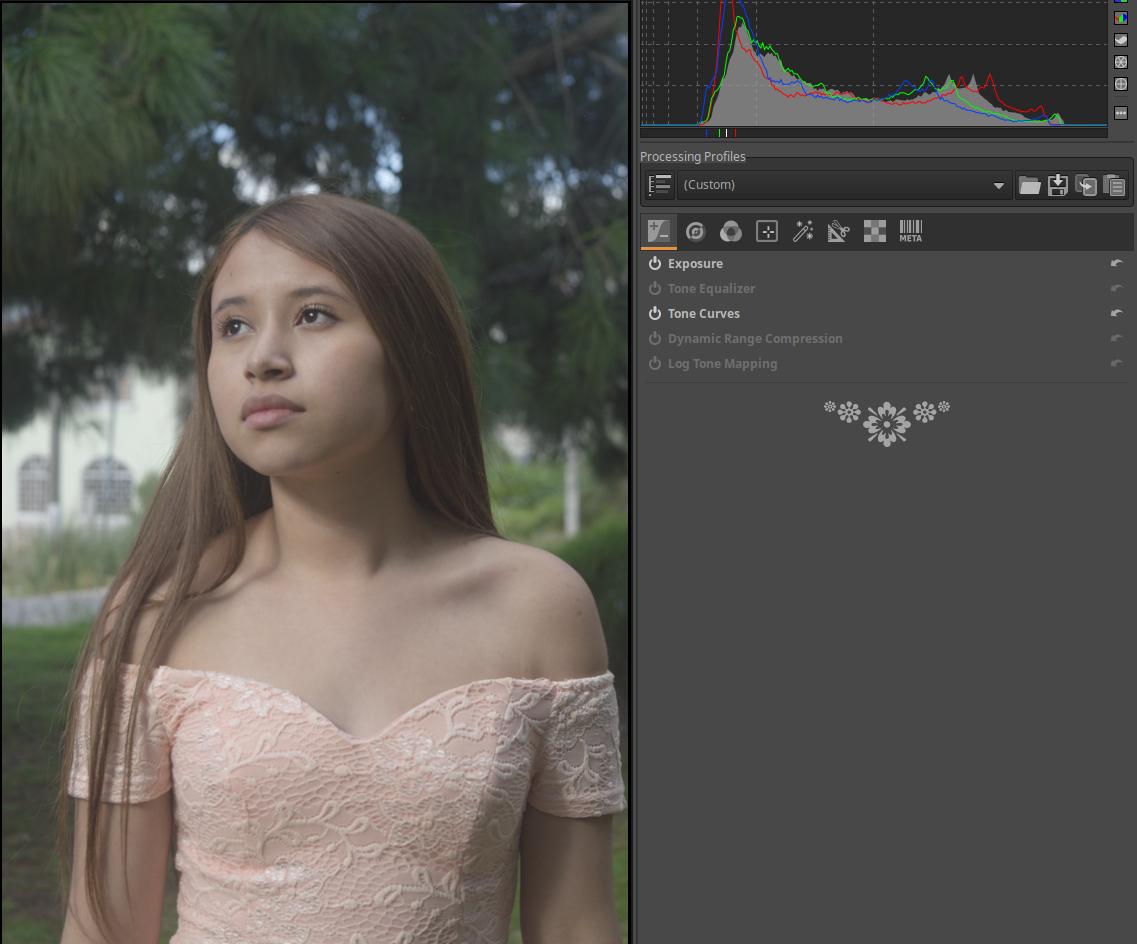 Processing Profiles
(Custom)
META
Exposure
Tone Equalizer
Tone Curves
Dynamic Range Compression
Log Tone Mapping